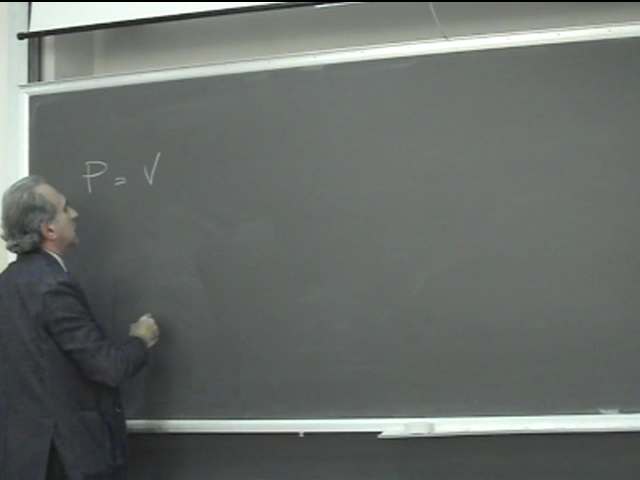 P = V